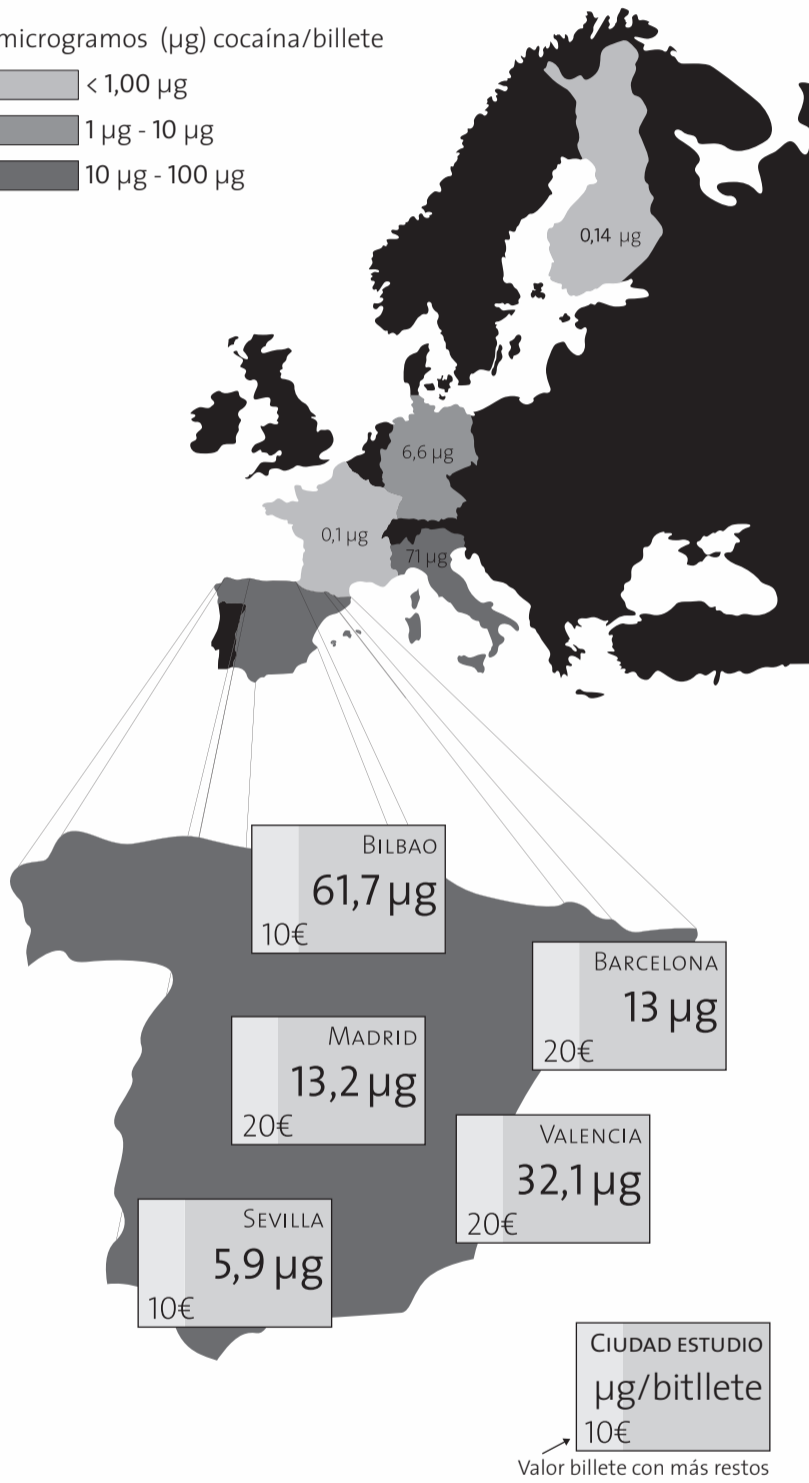 microgramos (µg) cocaína/billete
< 1,00 µg
1 µg - 10 µg
10 µg - 100 µg
0,14 µg
6,6 µg
0,1 µg
71 µg
BILBAO
61,7 µg
10€
BARCELONA
13 µg
20€
MADRID
13,2 µg
20€
VALENCIA
32,1 µg
20€
SEVILLA
5,9 µg
10€
CIUDAD ESTUDIO
µg/bitllete
10€
Valor billete con más restos